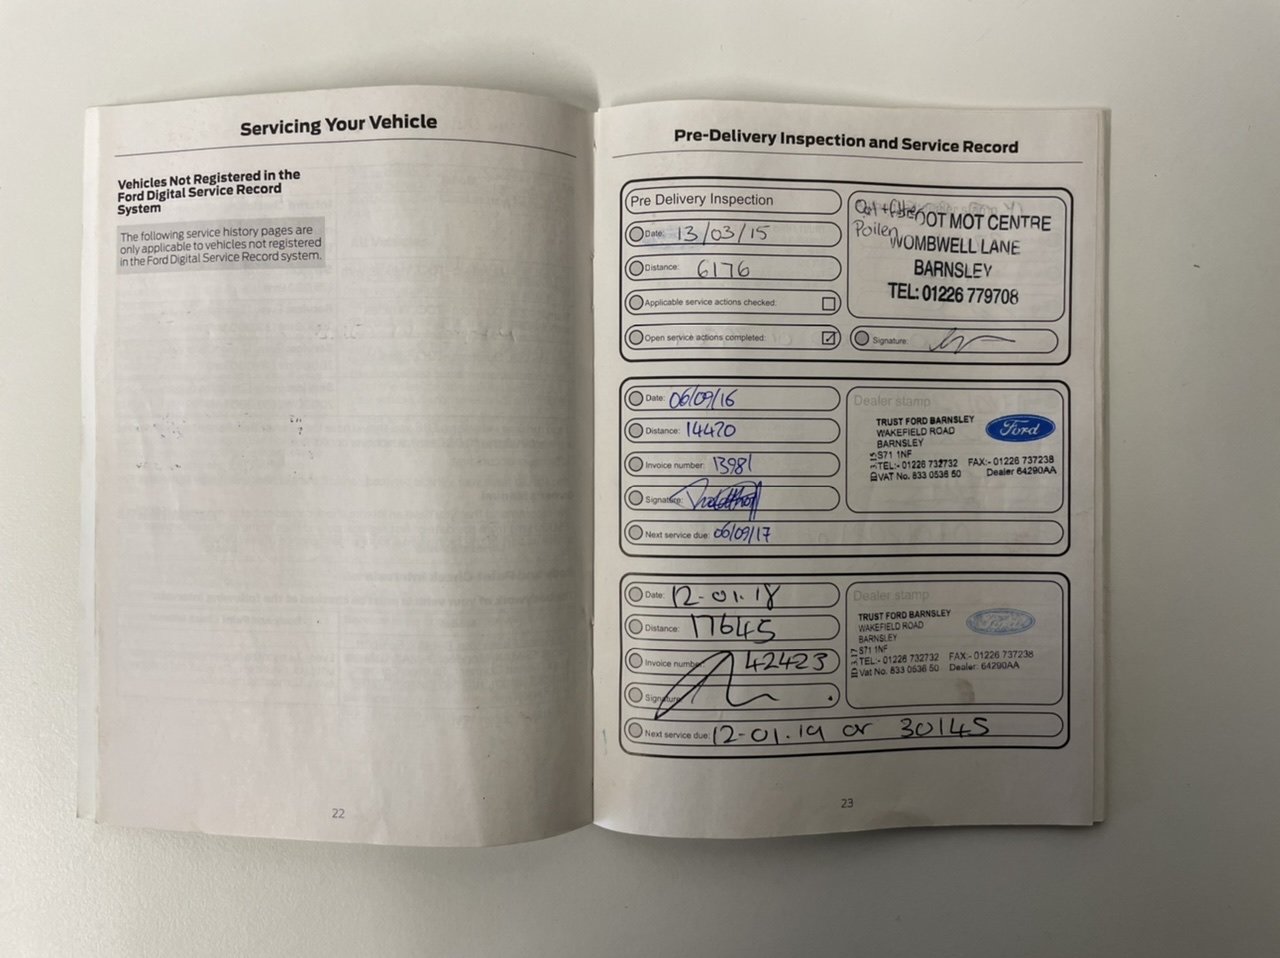 Servicing Your Vehicle
Vehicles Not Registered in the
Ford Digital Service Record
System
The following service history pages are
only applicable to vehicles not registered
in the Ford Digital Service Record system.
22
Pre-Delivery Inspection and Service Record
Pre Delivery Inspection
Date: 13/03/15
Distance: 6176
Applicable service actions checked:
Open service actions completed:
Oil + filter
Pollen
DOT MOT CENTRE
WOMBWELL LANE
BARNSLEY
TEL: 01226 779708
Signature:
Date: 06/09/16
Distance: 14420
Invoice number: 13981
Signature:
Next service due: 06/09/17
Dealer stamp
TRUST FORD BARNSLEY
WAKEFIELD ROAD
BARNSLEY
S71 1NF
TEL:- 01226 732732 FAX:- 01226 737238
VAT No. 833 0536 50 Dealer 64290AA
Ford
Date: 12-01.18
Distance: 17645
Invoice number: 42423
Signature
Next service due: 12-01.19 or 30145
Dealer stamp
TRUST FORD BARNSLEY
WAKEFIELD ROAD
BARNSLEY
S71 1NF
TEL:- 01226 732732 FAX:- 01226 737238
Vat No. 833 0536 50 Dealer: 64290AA
Ford
23